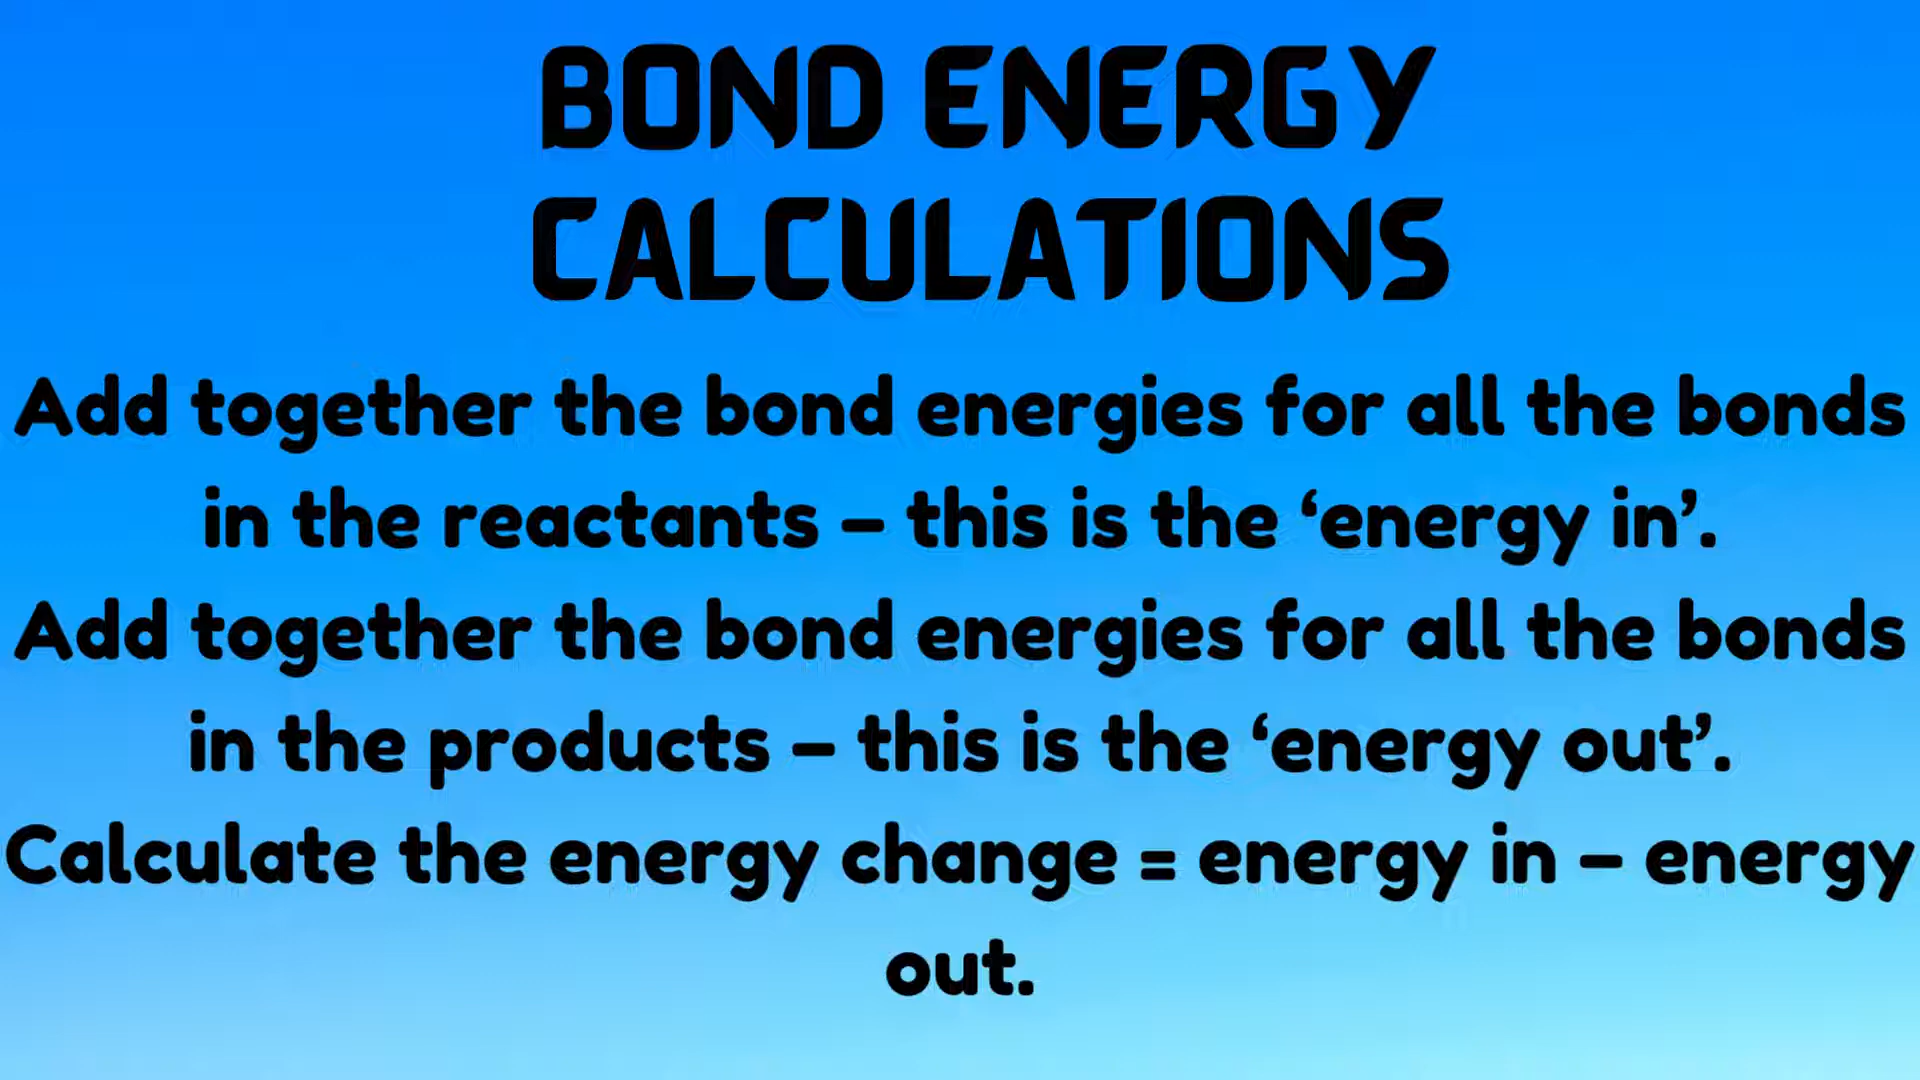 BOND ENERGY
CALCULATIONS
Add together the bond energies for all the bonds
in the reactants – this is the ‘energy in’.
Add together the bond energies for all the bonds
in the products – this is the ‘energy out’.
Calculate the energy change = energy in – energy
out.